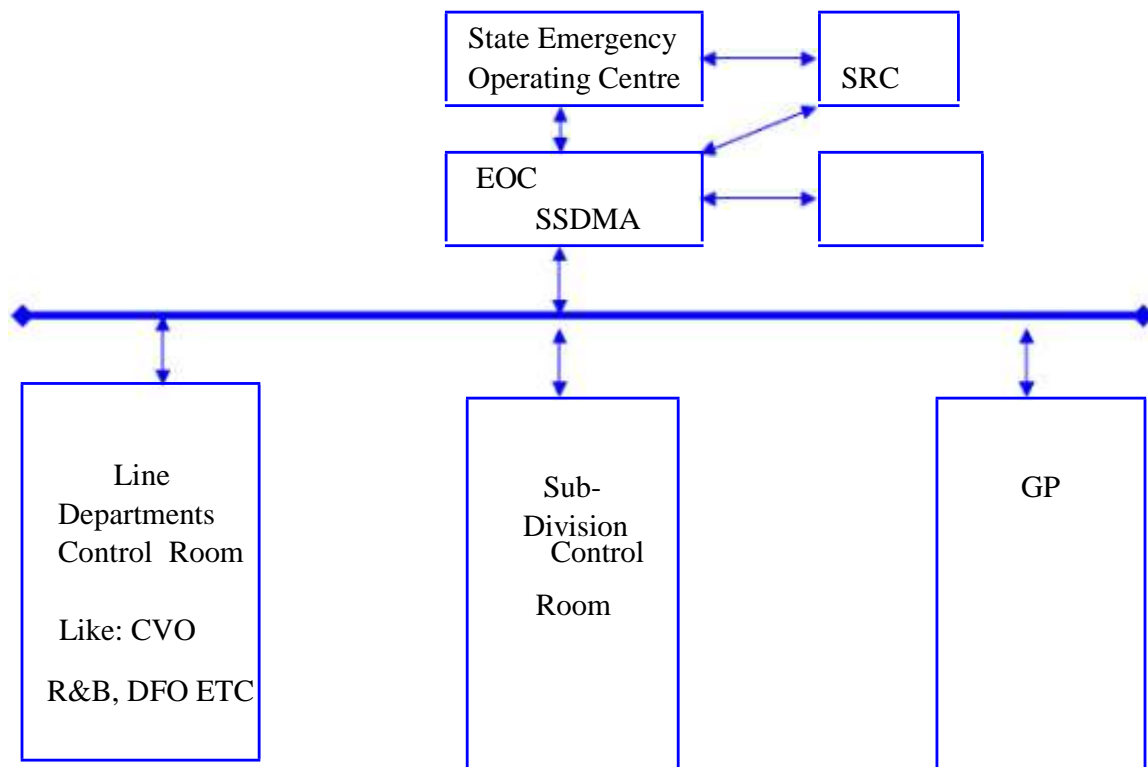 State Emergency
Operating Centre
SRC
EOC
SSDMA
Line
Departments
Control Room
Like: CVO
R&B, DFO ETC
Sub-
Division
Control
Room
GP